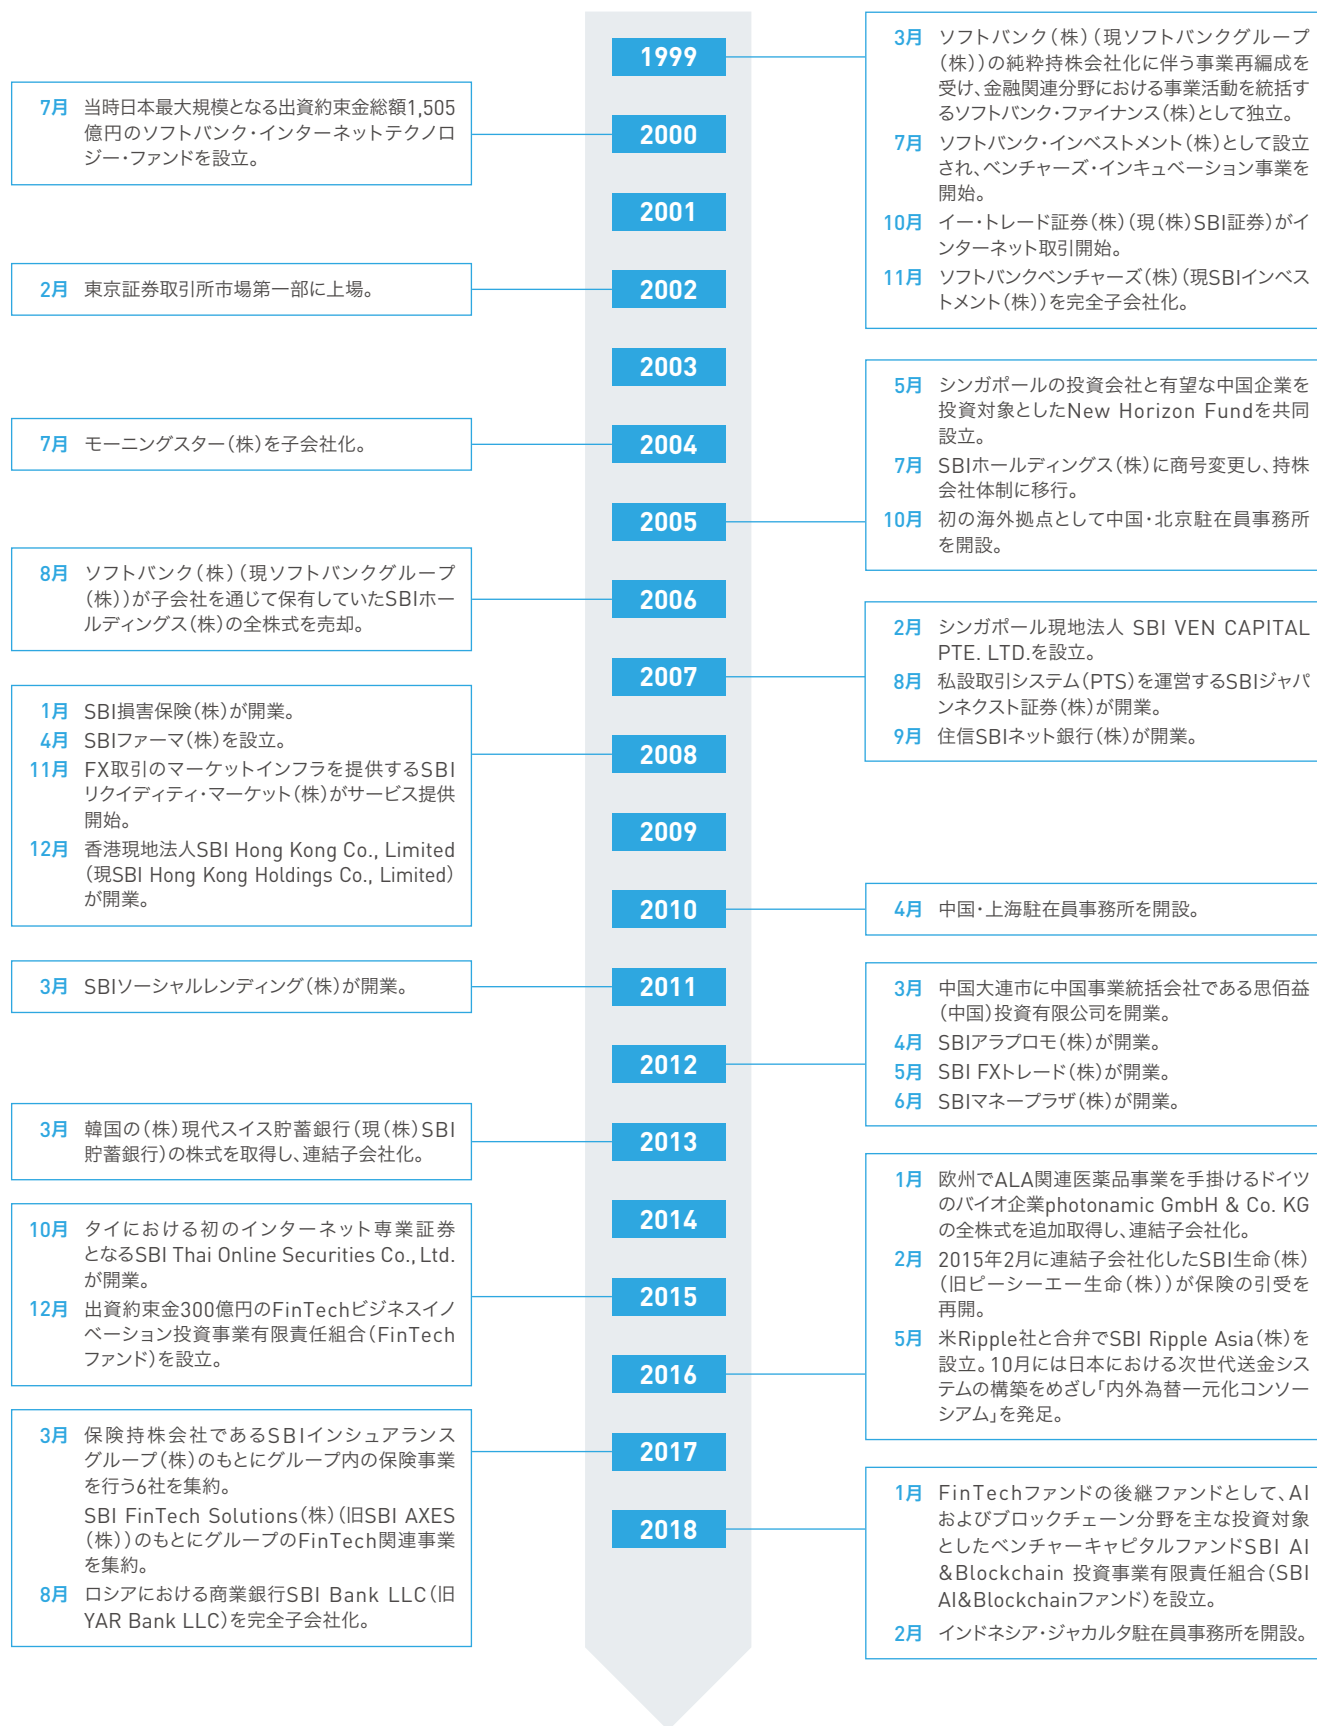 1999
3月 ソフトバンク(株)(現ソフトバンクグループ
(株))の純粋持株会社化に伴う事業再編成を
受け、金融関連分野における事業活動を統括す
るソフトバンク・ファイナンス(株)として独立。
7月 ソフトバンク・インベストメント(株)として設立
され、ベンチャーズ・インキュベーション事業を
開始。
10月 イー・トレード証券(株)(現(株)SBI証券)がイ
ンターネット取引開始。
11月 ソフトバンクベンチャーズ(株)(現SBIインベス
トメント(株))を完全子会社化。
2000
7月 当時日本最大規模となる出資約束金総額1,505
億円のソフトバンク・インターネットテクノロ
ジー・ファンドを設立。
2001
2002
2月 東京証券取引所市場第一部に上場。
2003
2004
7月 モーニングスター(株)を子会社化。
2005
5月 シンガポールの投資会社と有望な中国企業を
投資対象としたNew Horizon Fundを共同
設立。
7月 SBIホールディングス(株)に商号変更し、持株
会社体制に移行。
10月 初の海外拠点として中国・北京駐在員事務所
を開設。
2006
8月 ソフトバンク(株)(現ソフトバンクグループ
(株))が子会社を通じて保有していたSBIホー
ルディングス(株)の全株式を売却。
2007
2月 シンガポール現地法人 SBI VEN CAPITAL
PTE. LTD.を設立。
8月 私設取引システム(PTS)を運営するSBIジャパ
ンネクスト証券(株)が開業。
9月 住信SBIネット銀行(株)が開業。
2008
1月 SBI損害保険(株)が開業。
4月 SBIファーマ(株)を設立。
11月 FX取引のマーケットインフラを提供するSBI
リクイディティ・マーケット(株)がサービス提供
開始。
12月 香港現地法人SBI Hong Kong Co., Limited
(現SBI Hong Kong Holdings Co., Limited)
が開業。
2009
2010
4月 中国・上海駐在員事務所を開設。
2011
3月 SBIソーシャルレンディング(株)が開業。
2012
3月 中国大連市に中国事業統括会社である思佰益
(中国)投資有限公司を開業。
4月 SBIアラプロモ(株)が開業。
5月 SBI FXトレード(株)が開業。
6月 SBIマネープラザ(株)が開業。
2013
3月 韓国の(株)現代スイス貯蓄銀行(現(株)SBI
貯蓄銀行)の株式を取得し、連結子会社化。
2014
2015
10月 タイにおける初のインターネット専業証券
となるSBI Thai Online Securities Co., Ltd.
が開業。
12月 出資約束金300億円のFinTechビジネスイノ
ベーション投資事業有限責任組合(FinTech
ファンド)を設立。
2016
1月 欧州でALA関連医薬品事業を手掛けるドイツ
のバイオ企業photonamic GmbH & Co. KG
の全株式を追加取得し、連結子会社化。
2月 2015年2月に連結子会社化したSBI生命(株)
(旧ピーシーエー生命(株))が保険の引受を
再開。
5月 米Ripple社と合弁でSBI Ripple Asia(株)を
設立。10月には日本における次世代送金シス
テムの構築をめざし「内外為替一元化コンソー
シアム」を発足。
2017
3月 保険持株会社であるSBIインシュアランス
グループ(株)のもとにグループ内の保険事業
を行う6社を集約。
SBI FinTech Solutions(株)(旧SBI AXES
(株))のもとにグループのFinTech関連事業
を集約。
8月 ロシアにおける商業銀行SBI Bank LLC(旧
YAR Bank LLC)を完全子会社化。
2018
1月 FinTechファンドの後継ファンドとして、AI
およびブロックチェーン分野を主な投資対象
としたベンチャーキャピタルファンドSBI AI
&Blockchain 投資事業有限責任組合(SBI
AI&Blockchainファンド)を設立。
2月 インドネシア・ジャカルタ駐在員事務所を開設。